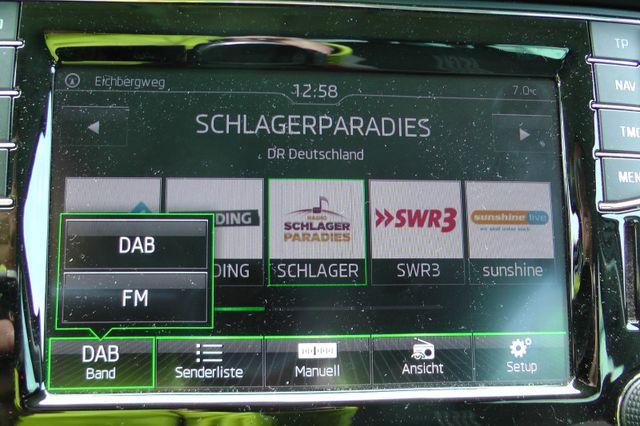 Eichbergweg
12:58
7.0°C
SCHLAGERPARADIES
DR Deutschland
DING
RADIO
SCHLAGER
PARADIES
SWR3
sunshine live
DING
SCHLAGER
SWR3
sunshine
DAB
FM
DAB
Band
Senderliste
Manuell
Ansicht
Setup
TP
NAV
MEN